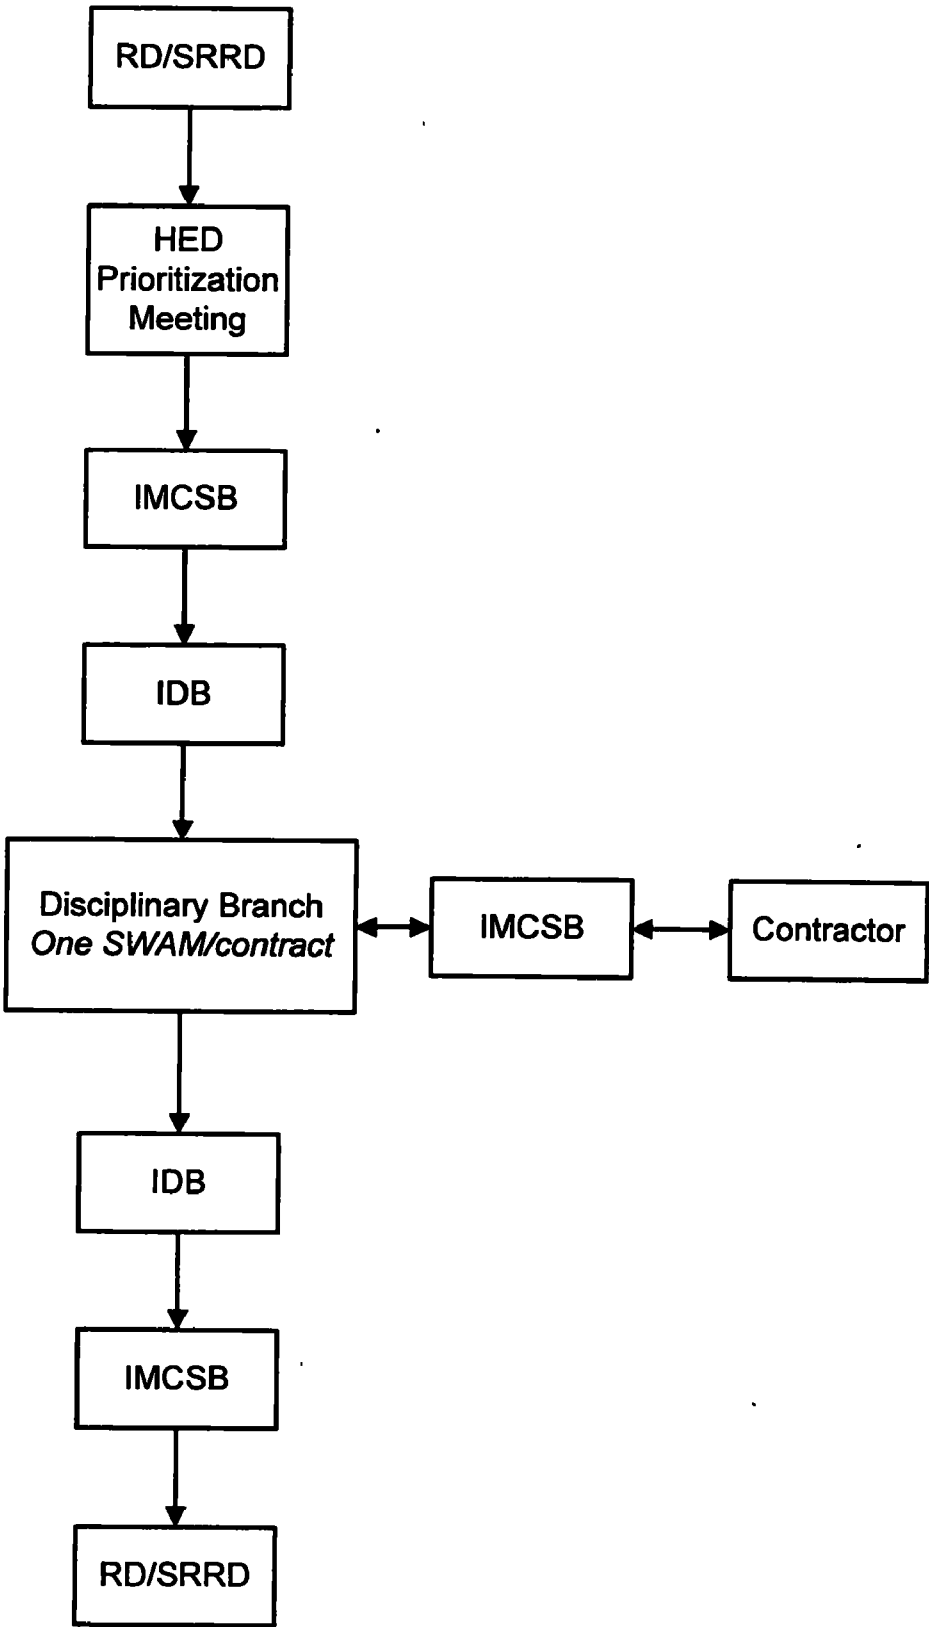 RD/SRRD
HED
Prioritization
Meeting
IMCSB
IDB
Disciplinary Branch
One SWAM/contract
IMCSB
Contractor
IDB
IMCSB
RD/SRRD